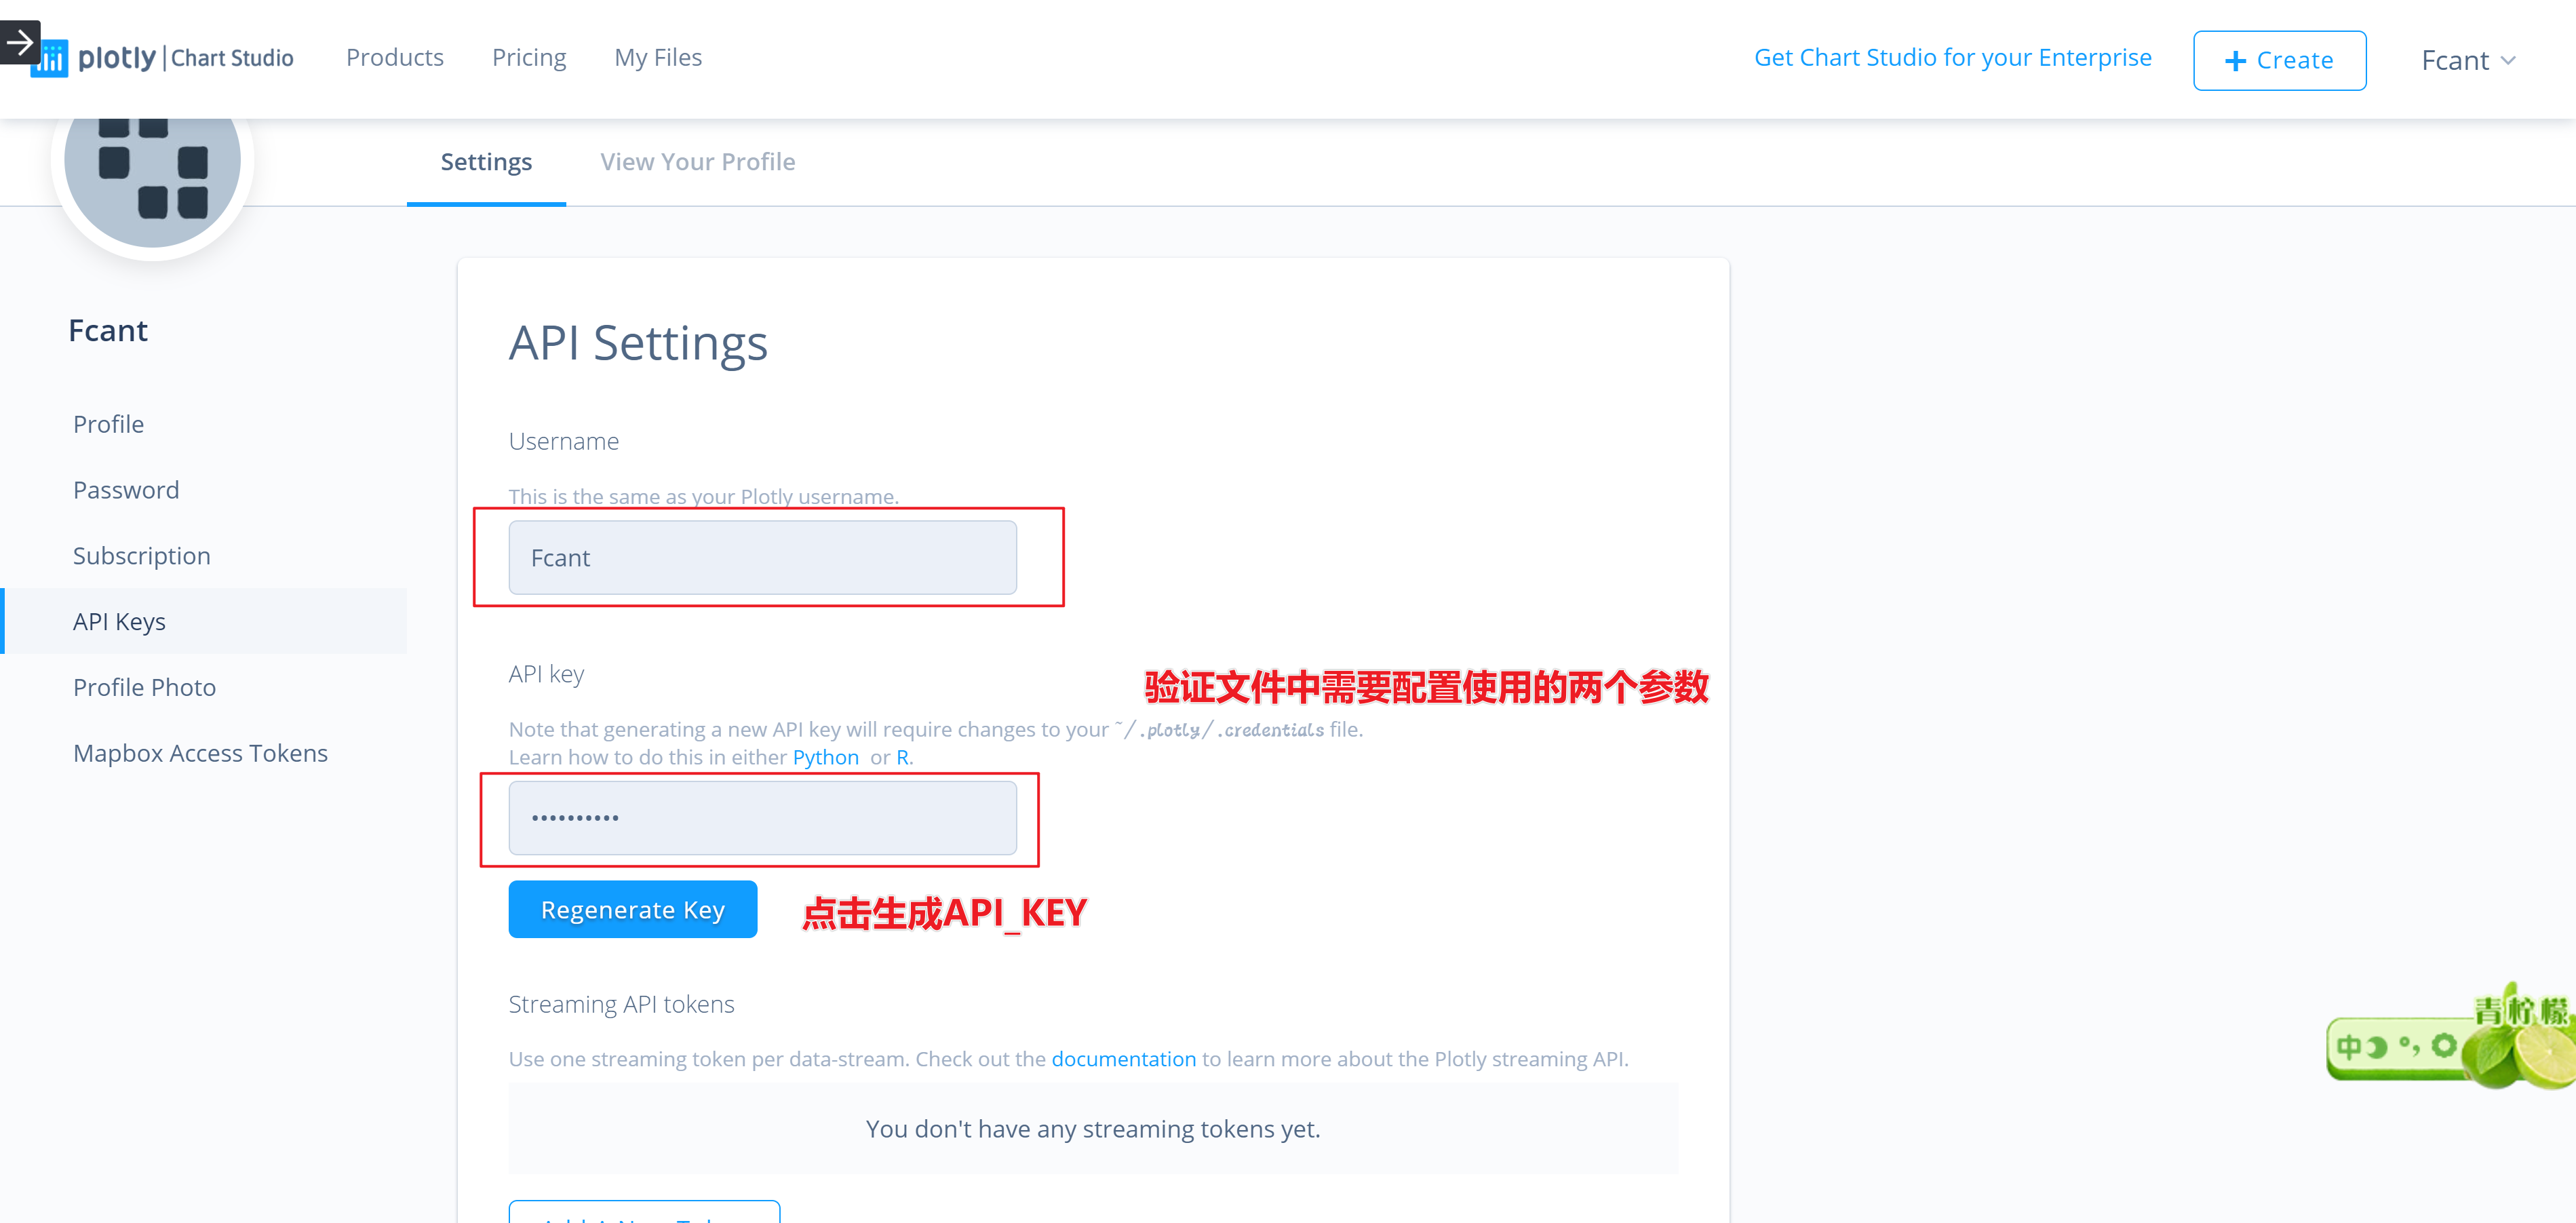 plotly | Chart Studio
Products
Pricing
My Files
Get Chart Studio for your Enterprise
+ Create
Fcant
Settings
View Your Profile
Fcant
Profile
Password
Subscription
API Keys
Profile Photo
Mapbox Access Tokens
API Settings
Username
This is the same as your Plotly username.
Fcant
API key
验证文件中需要配置使用的两个参数
Note that generating a new API key will require changes to your ~/.plotly/.credentials file.
Learn how to do this in either Python or R.
••••••••••
Regenerate Key
点击生成API_KEY
Streaming API tokens
Use one streaming token per data-stream. Check out the documentation to learn more about the Plotly streaming API.
You don't have any streaming tokens yet.
青柠檬
中